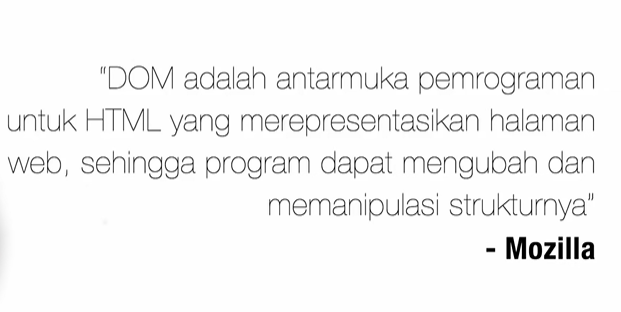 "DOM adalah antarmuka pemrograman
untuk HTML yang merepresentasikan halaman
web, sehingga program dapat mengubah dan
memanipulasi strukturnya"
- Mozilla